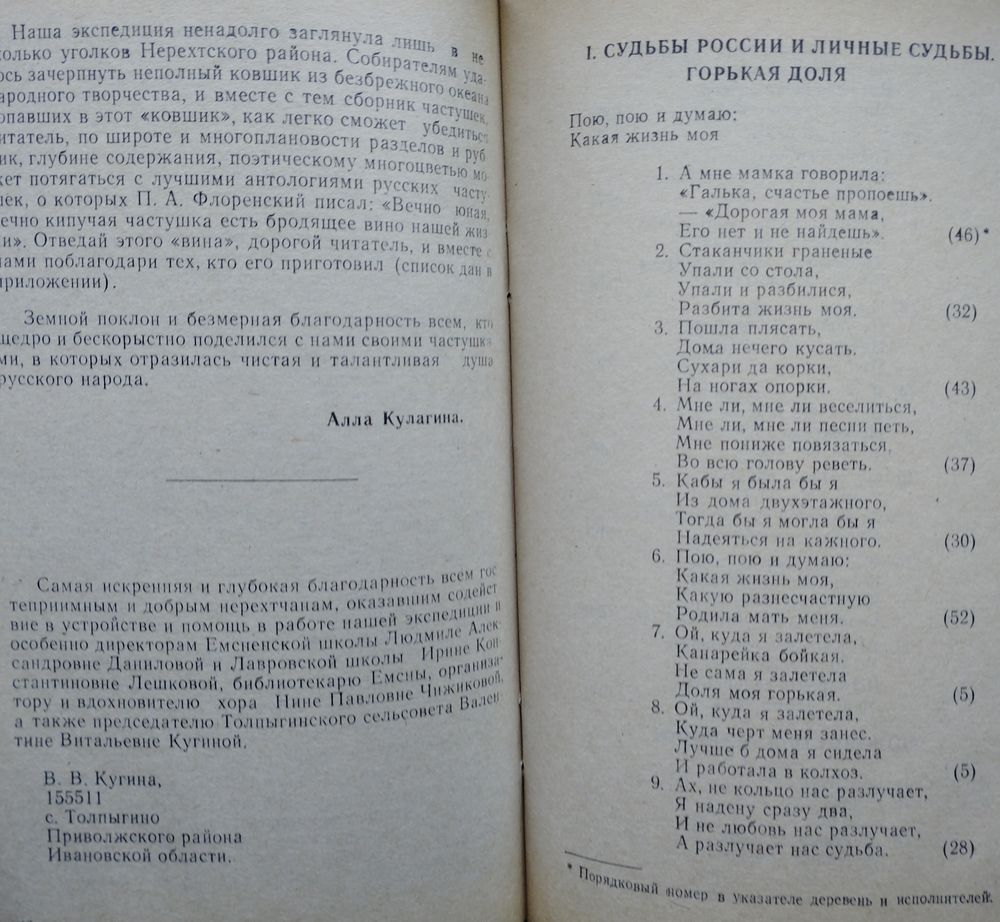 Наша экспедиция ненадолго заглянула лишь в не
колько уголков Нерехтского района. Собирателям уда-
ось зачерпнуть неполный ковшик из безбрежного океана
ародного творчества, и вместе с тем сборник частушек,
опавших в этот «ковшик», как легко сможет убедиться
итатель, по широте и многоплановости разделов и руб
ик, глубине содержания, поэтическому многоцветью мо-
жет потягаться с лучшими антологиями русских часту
шек, о которых П. А. Флоренский писал: «Вечно юная,
ечно кипучая частушка есть бродящее вино нашей жиз
и». Отведай этого «вина», дорогой читатель, и вместе с
нами поблагодари тех, кто его приготовил (список дан в
приложении).
Земной поклон и безмерная благодарность всем, кто
щедро и бескорыстно поделился с нами своими частушка
ми, в которых отразилась чистая и талантливая душа
русского народа.
Алла Кулагина.
Самая искренняя и глубокая благодарность всем гос
теприимным и добрым нерехтчанам, оказавшим содейст
вие в устройстве и помощь в работе нашей экспедиции и
особенно директорам Емсненской школы Людмиле Алек-
сандровне Даниловой и Лавровской школы Ирине Кон
стантиновне Лешковой, библиотекарю Емсны, организа-
тору и вдохновителю хора Нине Павловне Чижиковой,
а также председателю Толпыгинского сельсовета Вален-
тине Витальевне Кугиной.
В. В. Кугина,
155511
с. Толпыгино
Приволжского района
Ивановской области.
I. СУДЬБЫ РОССИИ И ЛИЧНЫЕ СУДЬБЫ.
ГОРЬКАЯ ДОЛЯ
Пою, пою и думаю:
Какая жизнь моя
1. А мне мамка говорила:
«Галька, счастье пропоешь».
— «Дорогая моя мама,
Его нет и не найдешь». (46)*
2. Стаканчики граненые
Упали со стола,
Упали и разбилися,
Разбита жизнь моя. (32)
3. Пошла плясать,
Дома нечего кусать.
Сухари да корки,
На ногах опорки. (43)
4. Мне ли, мне ли веселиться,
Мне ли, мне ли песни петь,
Мне пониже повязаться,
Во всю голову реветь. (37)
5. Кабы я была бы я
Из дома двухэтажного,
Тогда бы я могла бы я
Надеяться на кажного. (30)
6. Пою, пою и думаю:
Какая жизнь моя,
Какую разнесчастную
Родила мать меня. (52)
7. Ой, куда я залетела,
Канарейка бойкая.
Не сама я залетела
Доля моя горькая. (5)
8. Ой, куда я залетела,
Куда черт меня занес.
Лучше б дома я сидела
И работала в колхоз. (5)
9. Ах, не кольцо нас разлучает,
Я надену сразу два,
И не любовь нас разлучает,
А разлучает нас судьба. (28)
* Порядковый номер в указателе деревень и исполнителей.